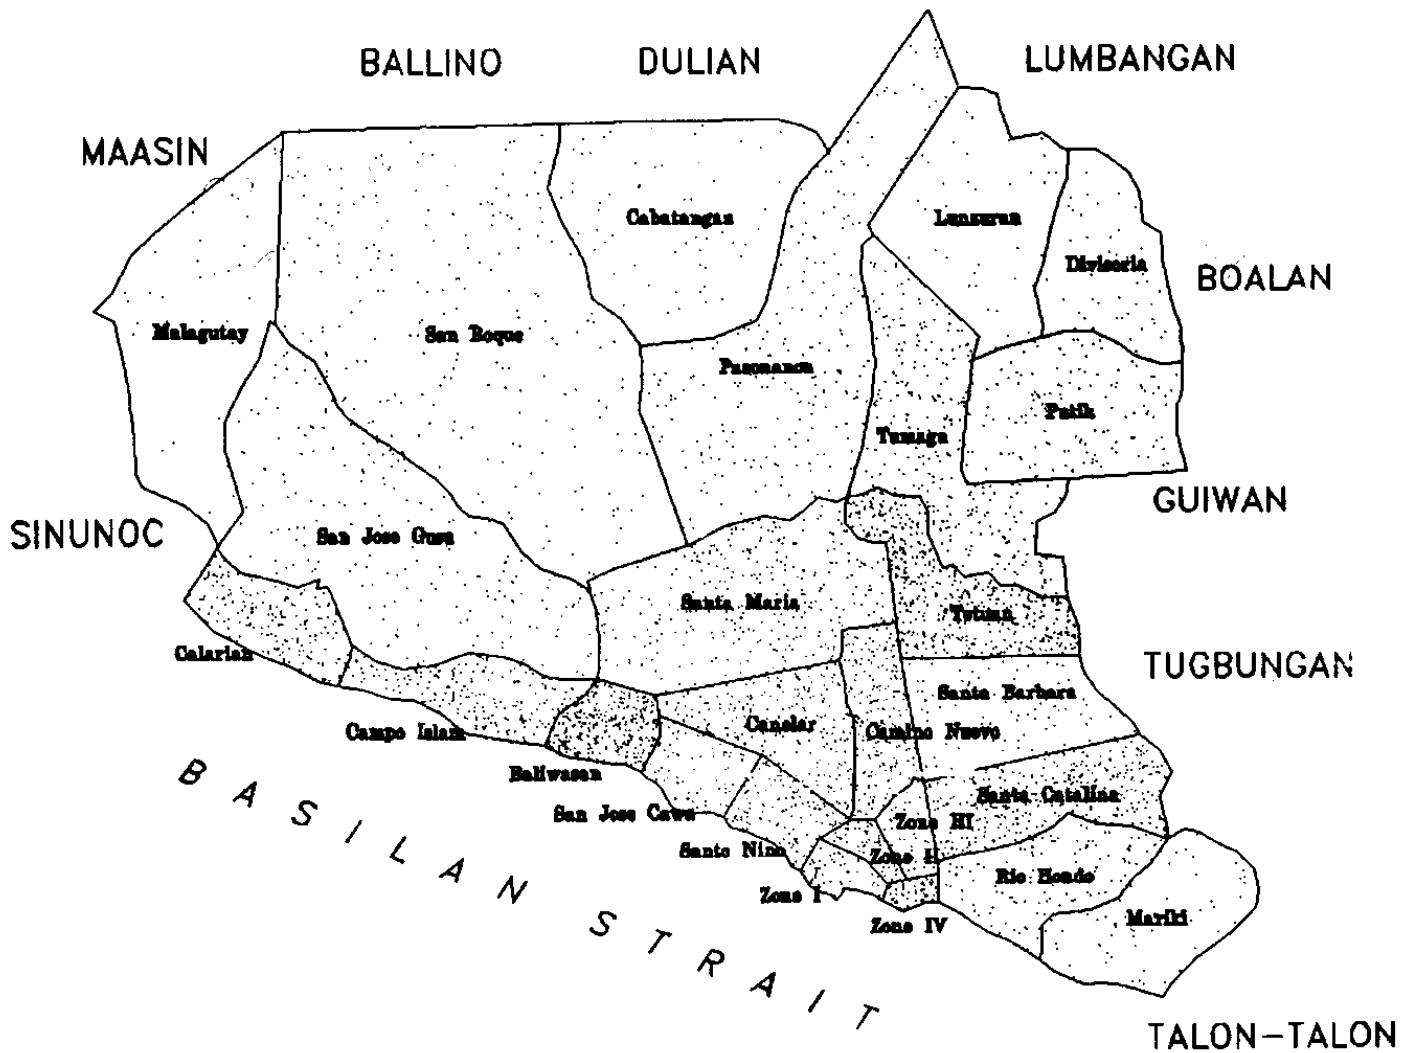 BALLINO
DULIAN
LUMBANGAN
MAASIN
Cabatangan
Lunzuran
Divisoria
BOALAN
Malagutay
San Roque
Pasonanca
Putik
Tumaga
GUIWAN
SINUNOC
San Jose Gusu
Santa Maria
Tetuan
Calarian
TUGBUNGAN
Santa Barbara
Canelar
Camino Nuevo
Campo Islam
Baliwasan
Santa Catalina
San Jose Cawa
Zone III
Santo Nino
Zone II
Rio Hondo
Zone I
Mariki
Zone IV
BASILAN STRAIT
TALON-TALON